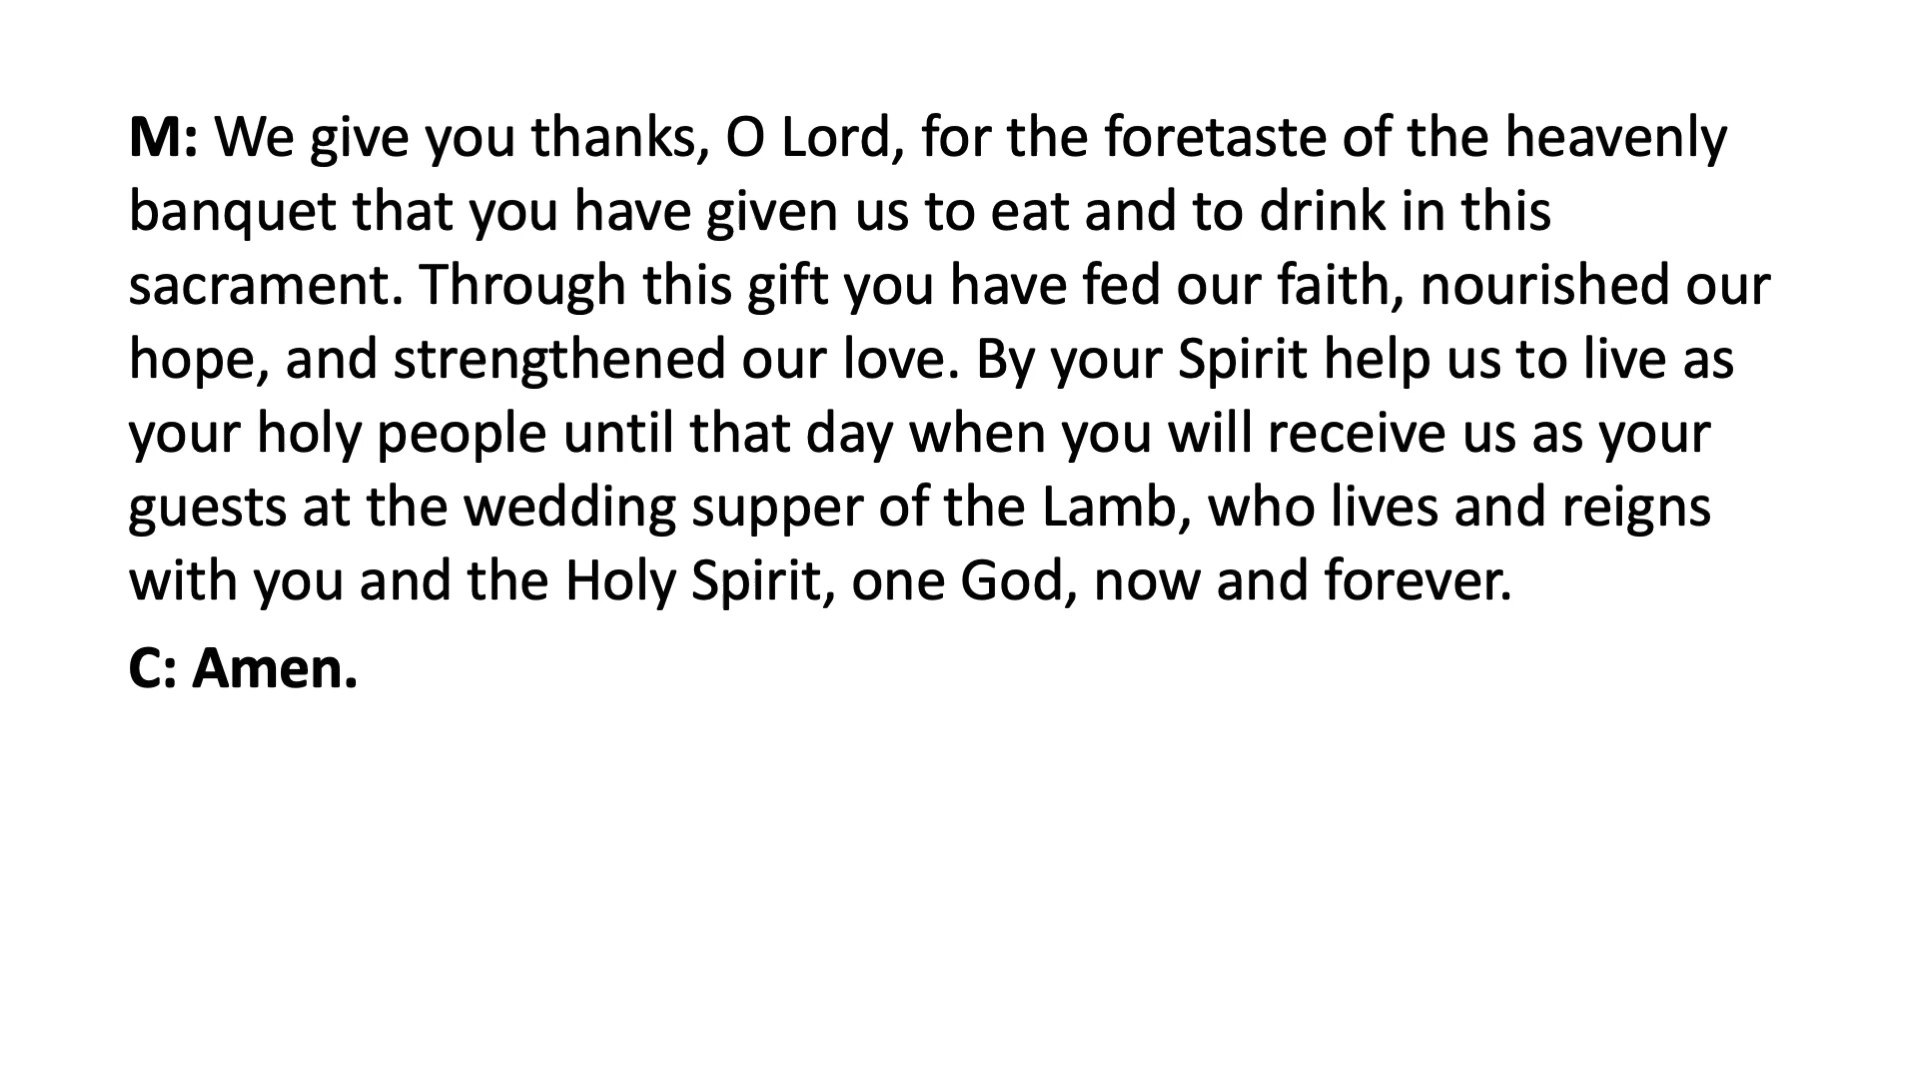 M: We give you thanks, O Lord, for the foretaste of the heavenly
banquet that you have given us to eat and to drink in this
sacrament. Through this gift you have fed our faith, nourished our
hope, and strengthened our love. By your Spirit help us to live as
your holy people until that day when you will receive us as your
guests at the wedding supper of the Lamb, who lives and reigns
with you and the Holy Spirit, one God, now and forever.
C: Amen.